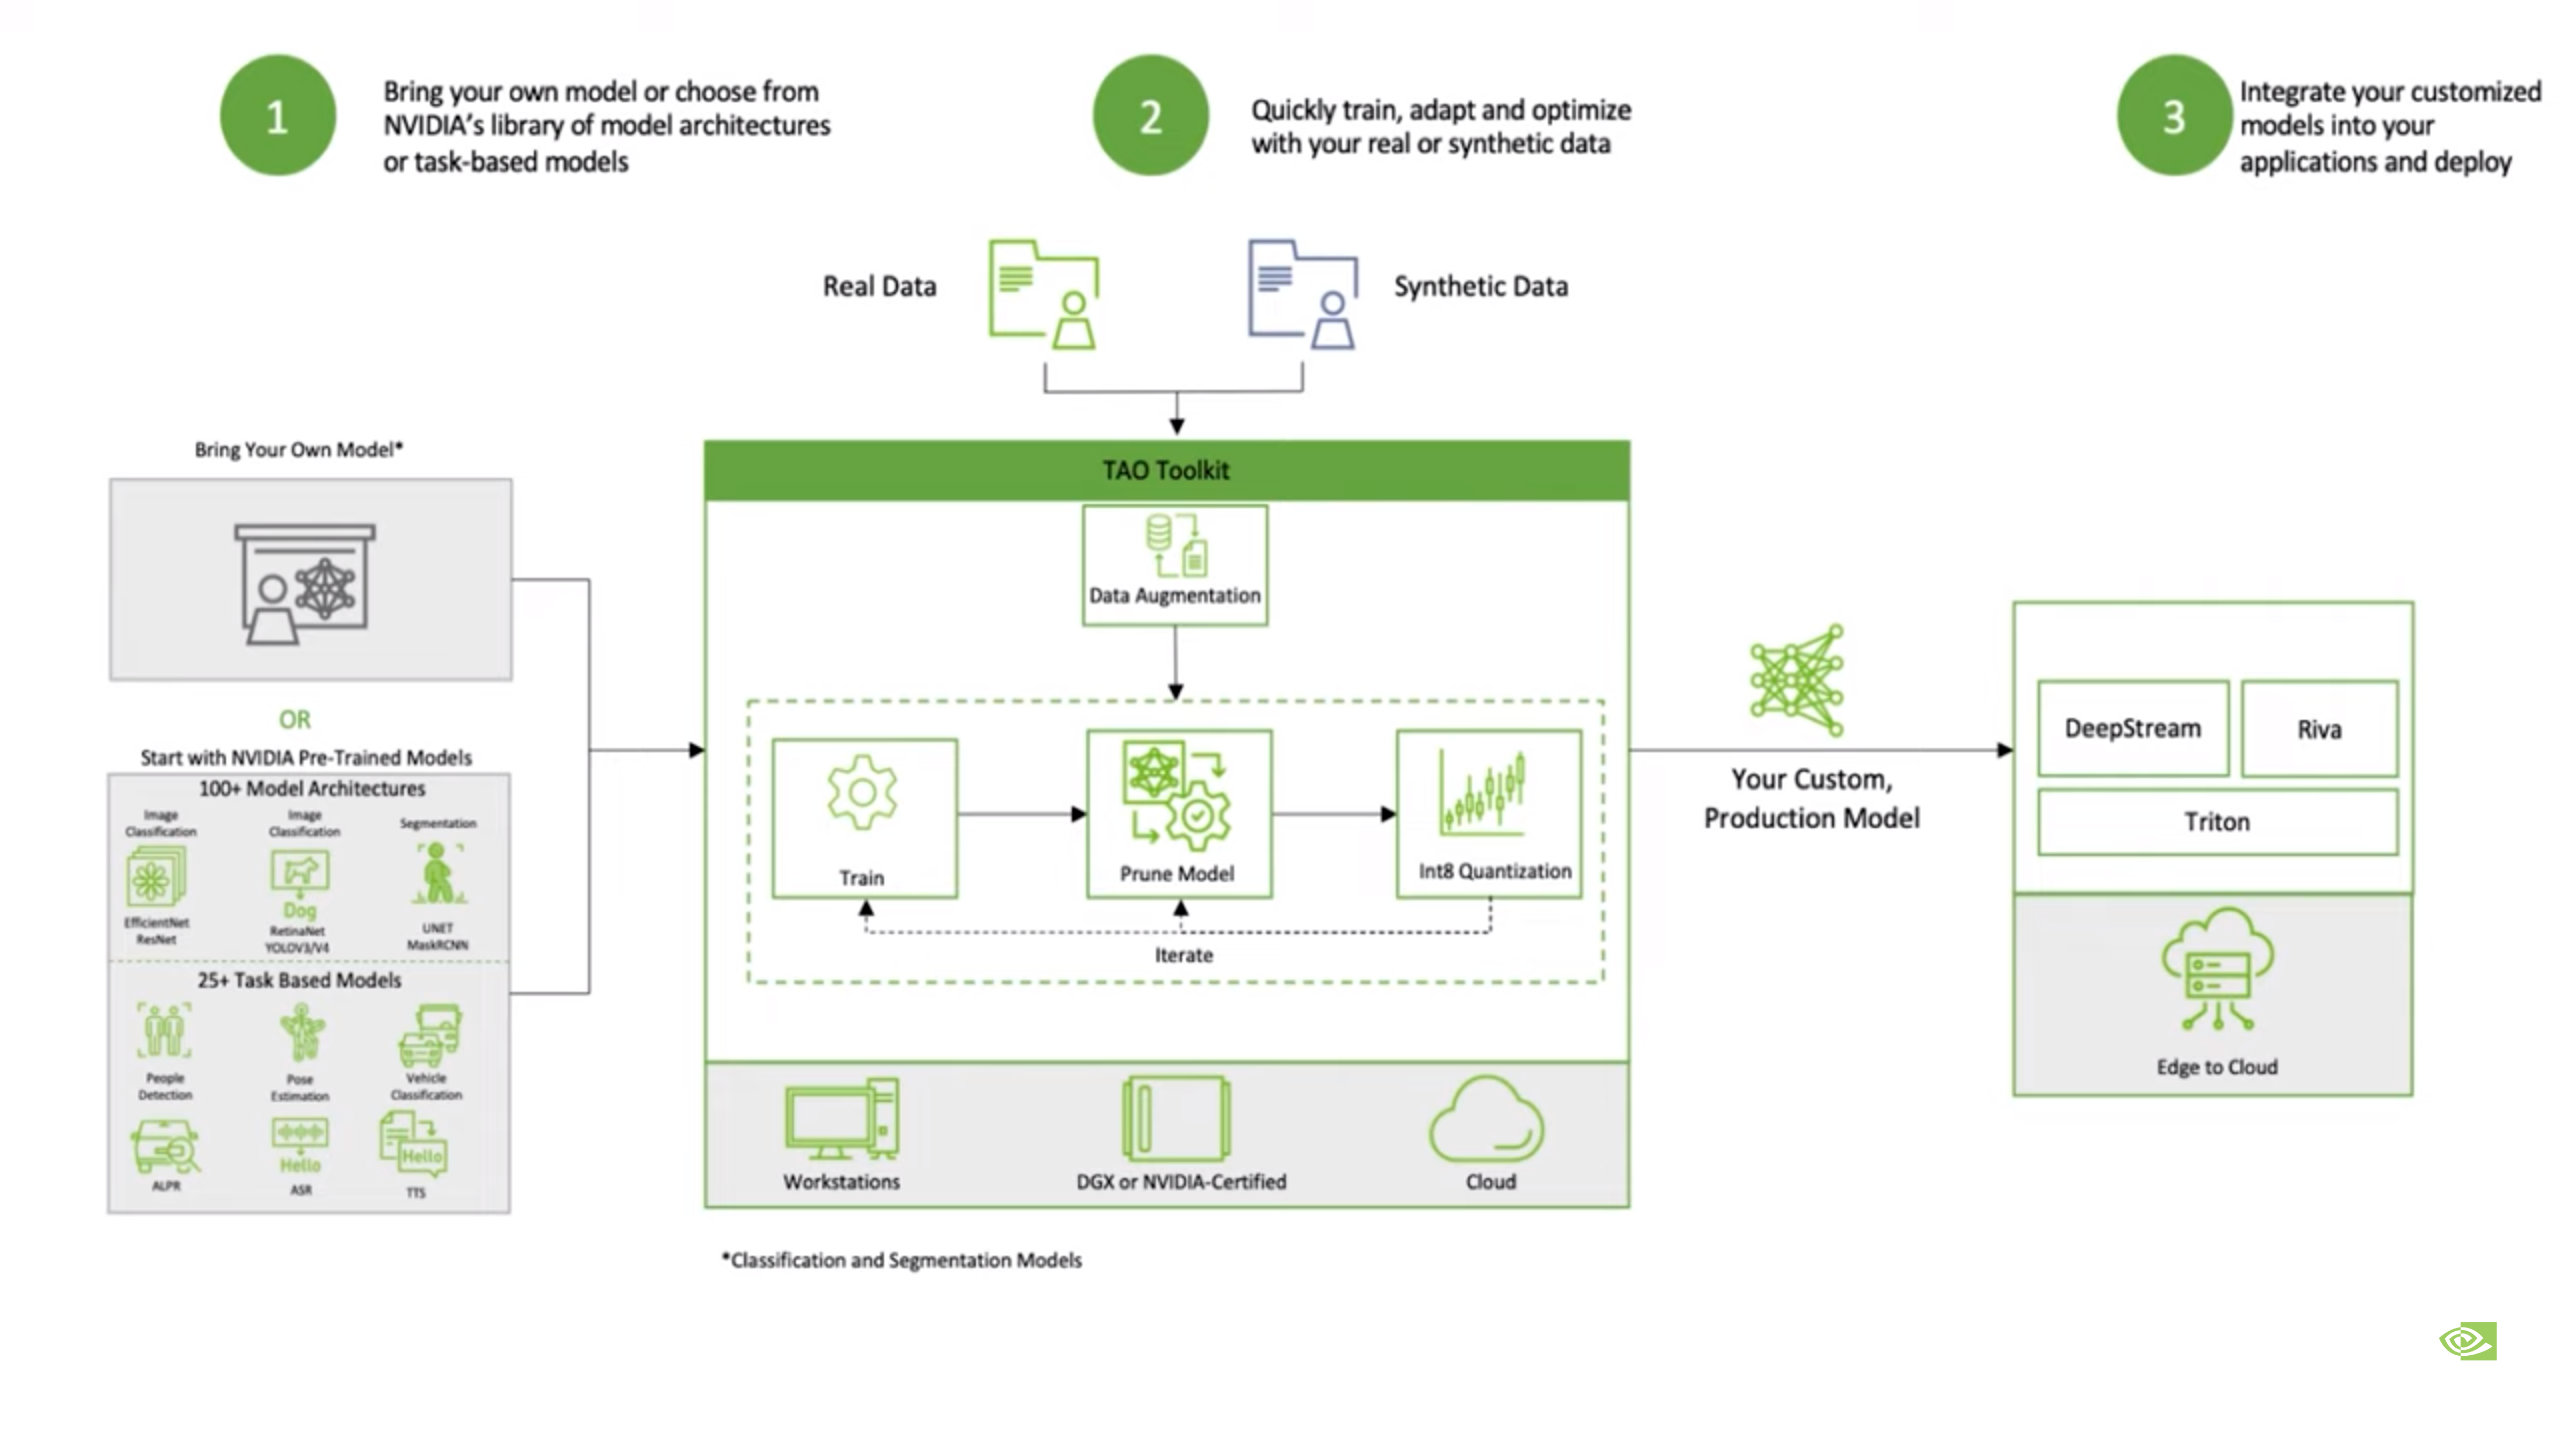 1
Bring your own model or choose from
NVIDIA's library of model architectures
or task-based models
2
Quickly train, adapt and optimize
with your real or synthetic data
3
Integrate your customized
models into your
applications and deploy
Real Data
Synthetic Data
Bring Your Own Model*
OR
Start with NVIDIA Pre-Trained Models
100+ Model Architectures
Image
Classification
EfficientNet
ResNet
Image
Classification
Dog
RetinaNet
YOLOV3/V4
Segmentation
UNET
MaskRCNN
25+ Task Based Models
People
Detection
Pose
Estimation
Vehicle
Classification
ALPR
Hello
ASR
Hello
TTS
TAO Toolkit
Data Augmentation
Train
Prune Model
Int8 Quantization
Iterate
Workstations
DGX or NVIDIA-Certified
Cloud
*Classification and Segmentation Models
Your Custom,
Production Model
DeepStream
Riva
Triton
Edge to Cloud